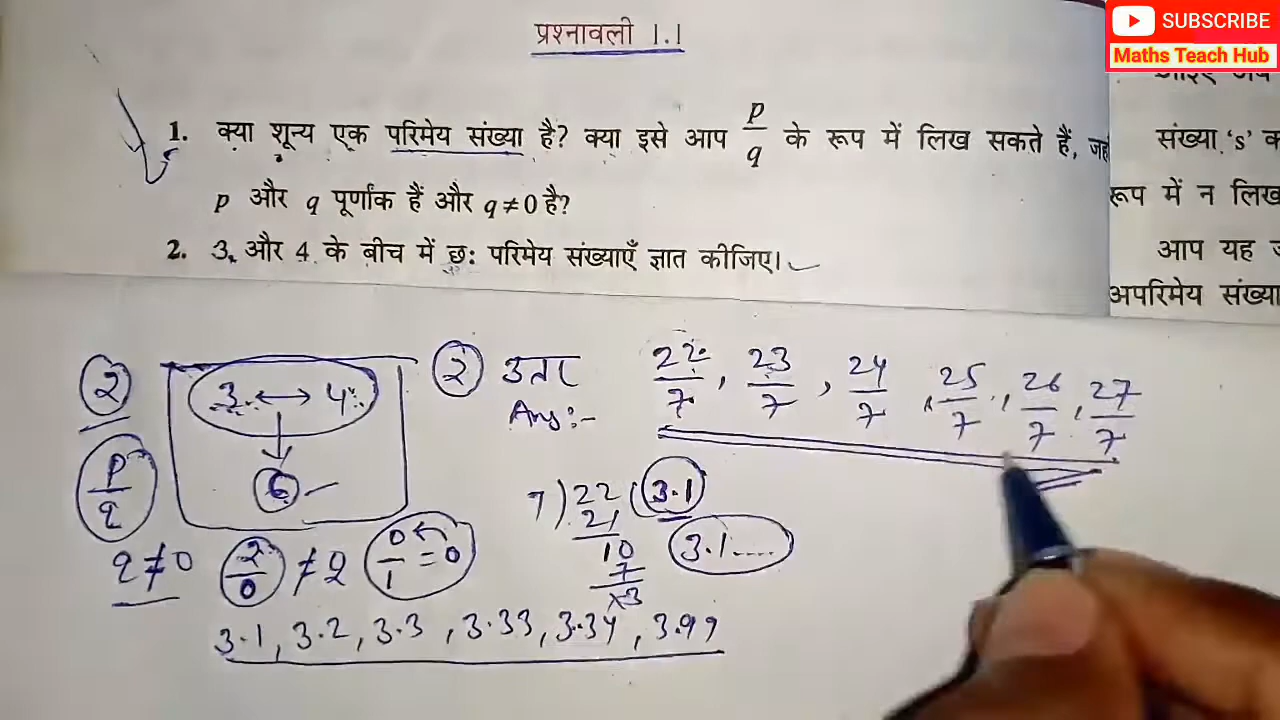 SUBSCRIBE
Maths Teach Hub
प्रश्नावली 1.1
1. क्या शून्य एक परिमेय संख्या है? क्या इसे आप p/q के रूप में लिख सकते हैं, जहाँ
p और q पूर्णांक हैं और q ≠ 0 है?
2. 3 और 4 के बीच में छः परिमेय संख्याएँ ज्ञात कीजिए।
संख्या 's' क
रूप में न लिख
आप यह
अपरिमेय संख्या
2 3 ↔ 4
6
p/q
q ≠ 0 2/0 ≠ 2 0/1 = 0
2 उत्तर 22/7, 23/7, 24/7, 25/7, 26/7, 27/7
Ans:-
7) 22 (3.1
21
10
7
×3
3.1....
3.1, 3.2, 3.3, 3.33, 3.34, 3.99